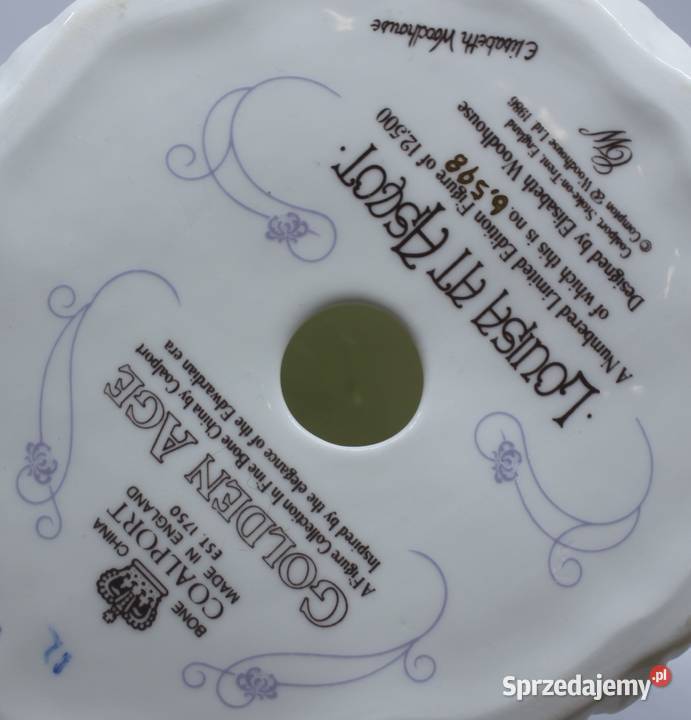 BONE CHINA
COALPORT
MADE IN ENGLAND
EST. 1750
GOLDEN AGE
A Figure Collection In Fine Bone China by Coalport
Inspired by the elegance of the Edwardian era
· LOUISA AT ASCOT ·
A Numbered Limited Edition Figure of 12,500
of which this is no. 6,598
Designed by Elisabeth Woodhouse
Coalport, Stoke-on-Trent, England
© Compton & Woodhouse Ltd 1986
EW
Elisabeth Woodhouse
12
Sprzedajemy.pl